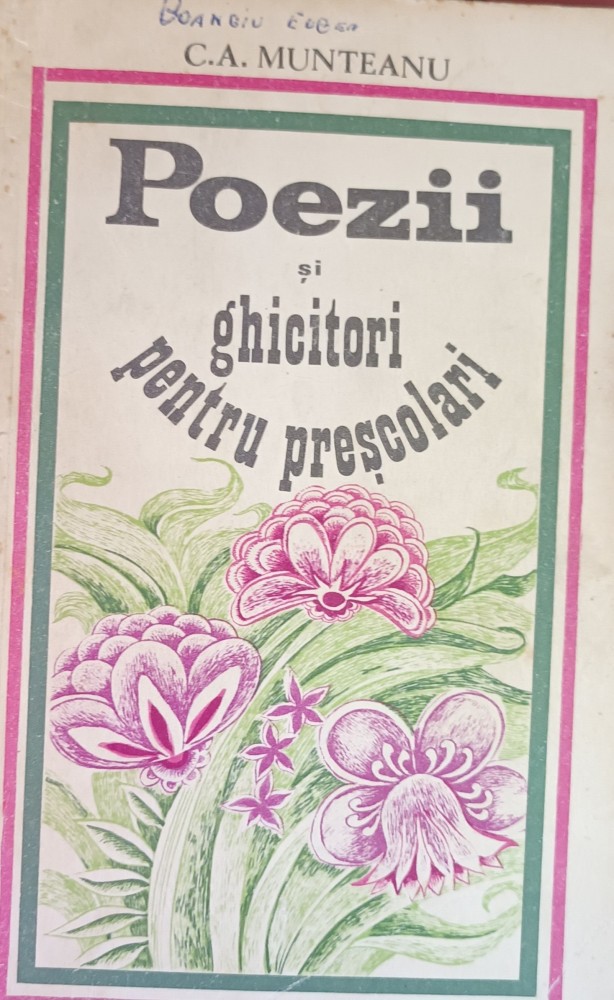 C.A. MUNTEANU
Poezii
și
ghicitori
pentru preșcolari